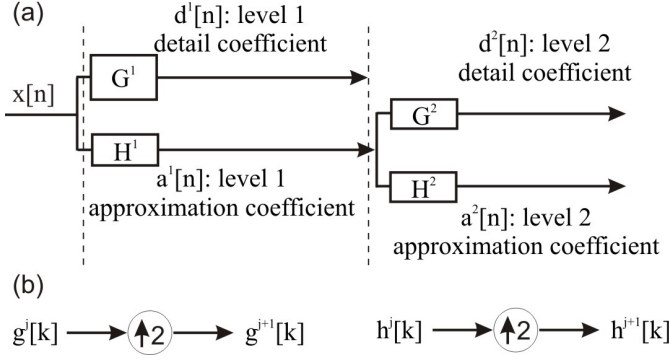 (a)
d¹[n]: level 1
detail coefficient
d²[n]: level 2
detail coefficient
x[n]
G¹
G²
H¹
H²
a¹[n]: level 1
approximation coefficient
a²[n]: level 2
approximation coefficient
(b)
gʲ[k] 2 gʲ⁺¹[k] hʲ[k] 2 hʲ⁺¹[k]